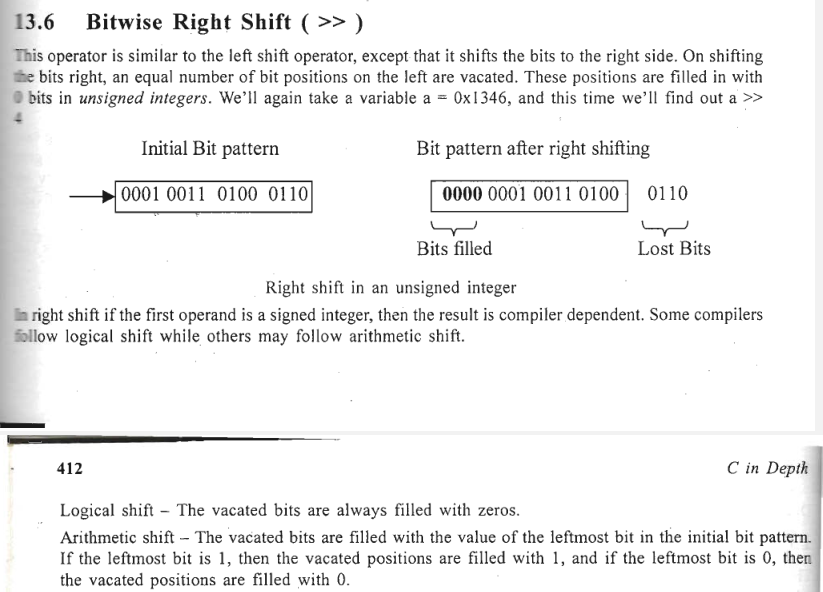 13.6 Bitwise Right Shift ( >> )
This operator is similar to the left shift operator, except that it shifts the bits to the right side. On shifting
the bits right, an equal number of bit positions on the left are vacated. These positions are filled in with
0 bits in unsigned integers. We'll again take a variable a = 0x1346, and this time we'll find out a >>
4
Initial Bit pattern Bit pattern after right shifting
0001 0011 0100 0110 0000 0001 0011 0100 0110
Bits filled Lost Bits
Right shift in an unsigned integer
In right shift if the first operand is a signed integer, then the result is compiler dependent. Some compilers
follow logical shift while others may follow arithmetic shift.
412 C in Depth
Logical shift – The vacated bits are always filled with zeros.
Arithmetic shift – The vacated bits are filled with the value of the leftmost bit in the initial bit pattern.
If the leftmost bit is 1, then the vacated positions are filled with 1, and if the leftmost bit is 0, then
the vacated positions are filled with 0.